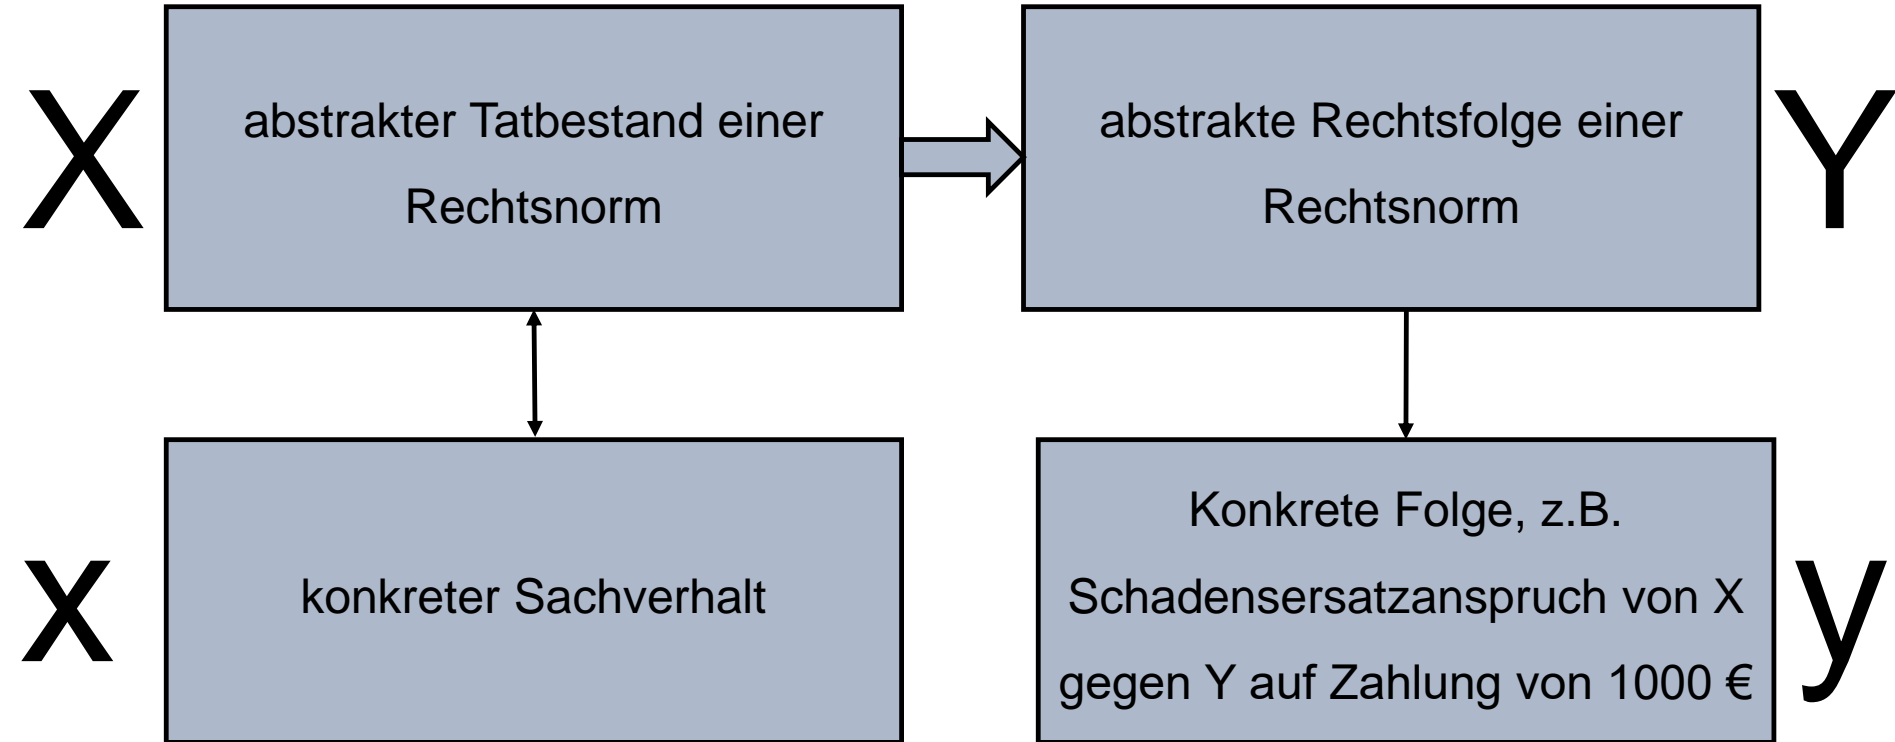 X
abstrakter Tatbestand einer
Rechtsnorm
abstrakte Rechtsfolge einer
Rechtsnorm
Y
x
konkreter Sachverhalt
Konkrete Folge, z.B.
Schadensersatzanspruch von X
gegen Y auf Zahlung von 1000 €
y